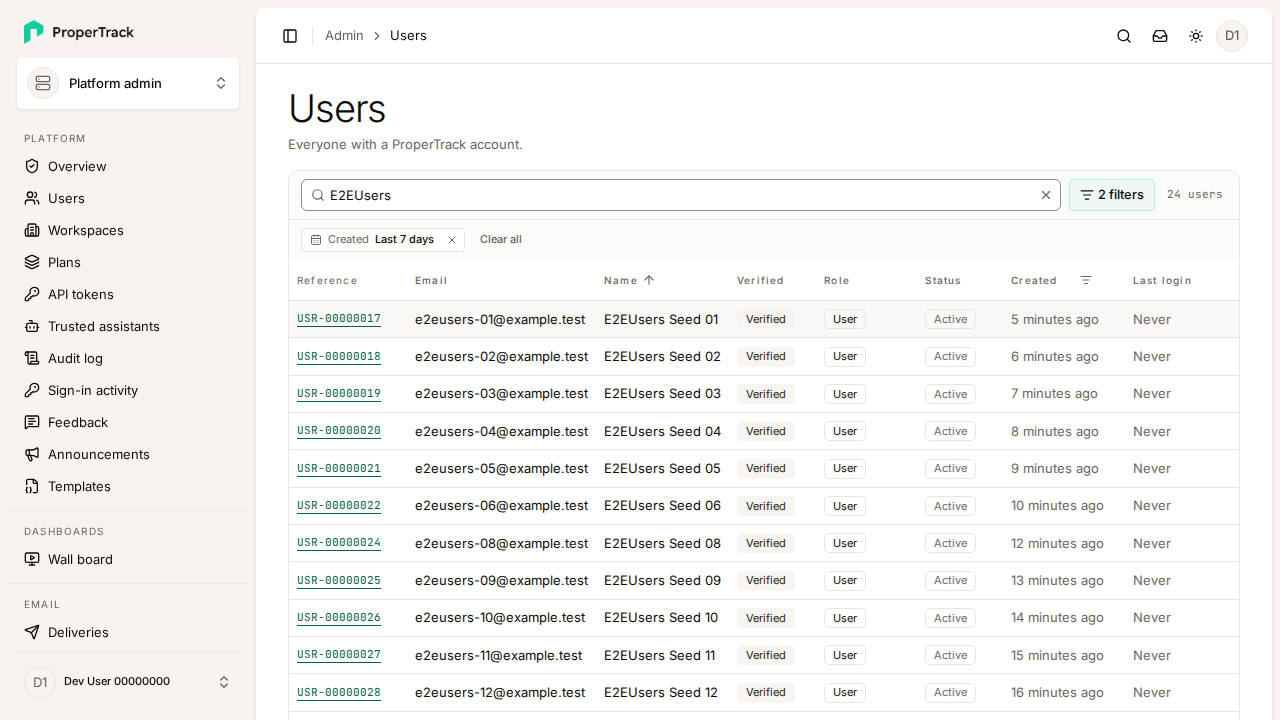 ProperTrack
Platform admin
PLATFORM
Overview
Users
Workspaces
Plans
API tokens
Trusted assistants
Audit log
Sign-in activity
Feedback
Announcements
Templates
DASHBOARDS
Wall board
EMAIL
Deliveries
D1 Dev User 00000000
Admin > Users
D1
Users
Everyone with a ProperTrack account.
E2EUsers
2 filters
24 users
Created Last 7 days
Clear all
Reference Email Name Verified Role Status Created Last login
USR-00000017 e2eusers-01@example.test E2EUsers Seed 01 Verified User Active 5 minutes ago Never
USR-00000018 e2eusers-02@example.test E2EUsers Seed 02 Verified User Active 6 minutes ago Never
USR-00000019 e2eusers-03@example.test E2EUsers Seed 03 Verified User Active 7 minutes ago Never
USR-00000020 e2eusers-04@example.test E2EUsers Seed 04 Verified User Active 8 minutes ago Never
USR-00000021 e2eusers-05@example.test E2EUsers Seed 05 Verified User Active 9 minutes ago Never
USR-00000022 e2eusers-06@example.test E2EUsers Seed 06 Verified User Active 10 minutes ago Never
USR-00000024 e2eusers-08@example.test E2EUsers Seed 08 Verified User Active 12 minutes ago Never
USR-00000025 e2eusers-09@example.test E2EUsers Seed 09 Verified User Active 13 minutes ago Never
USR-00000026 e2eusers-10@example.test E2EUsers Seed 10 Verified User Active 14 minutes ago Never
USR-00000027 e2eusers-11@example.test E2EUsers Seed 11 Verified User Active 15 minutes ago Never
USR-00000028 e2eusers-12@example.test E2EUsers Seed 12 Verified User Active 16 minutes ago Never